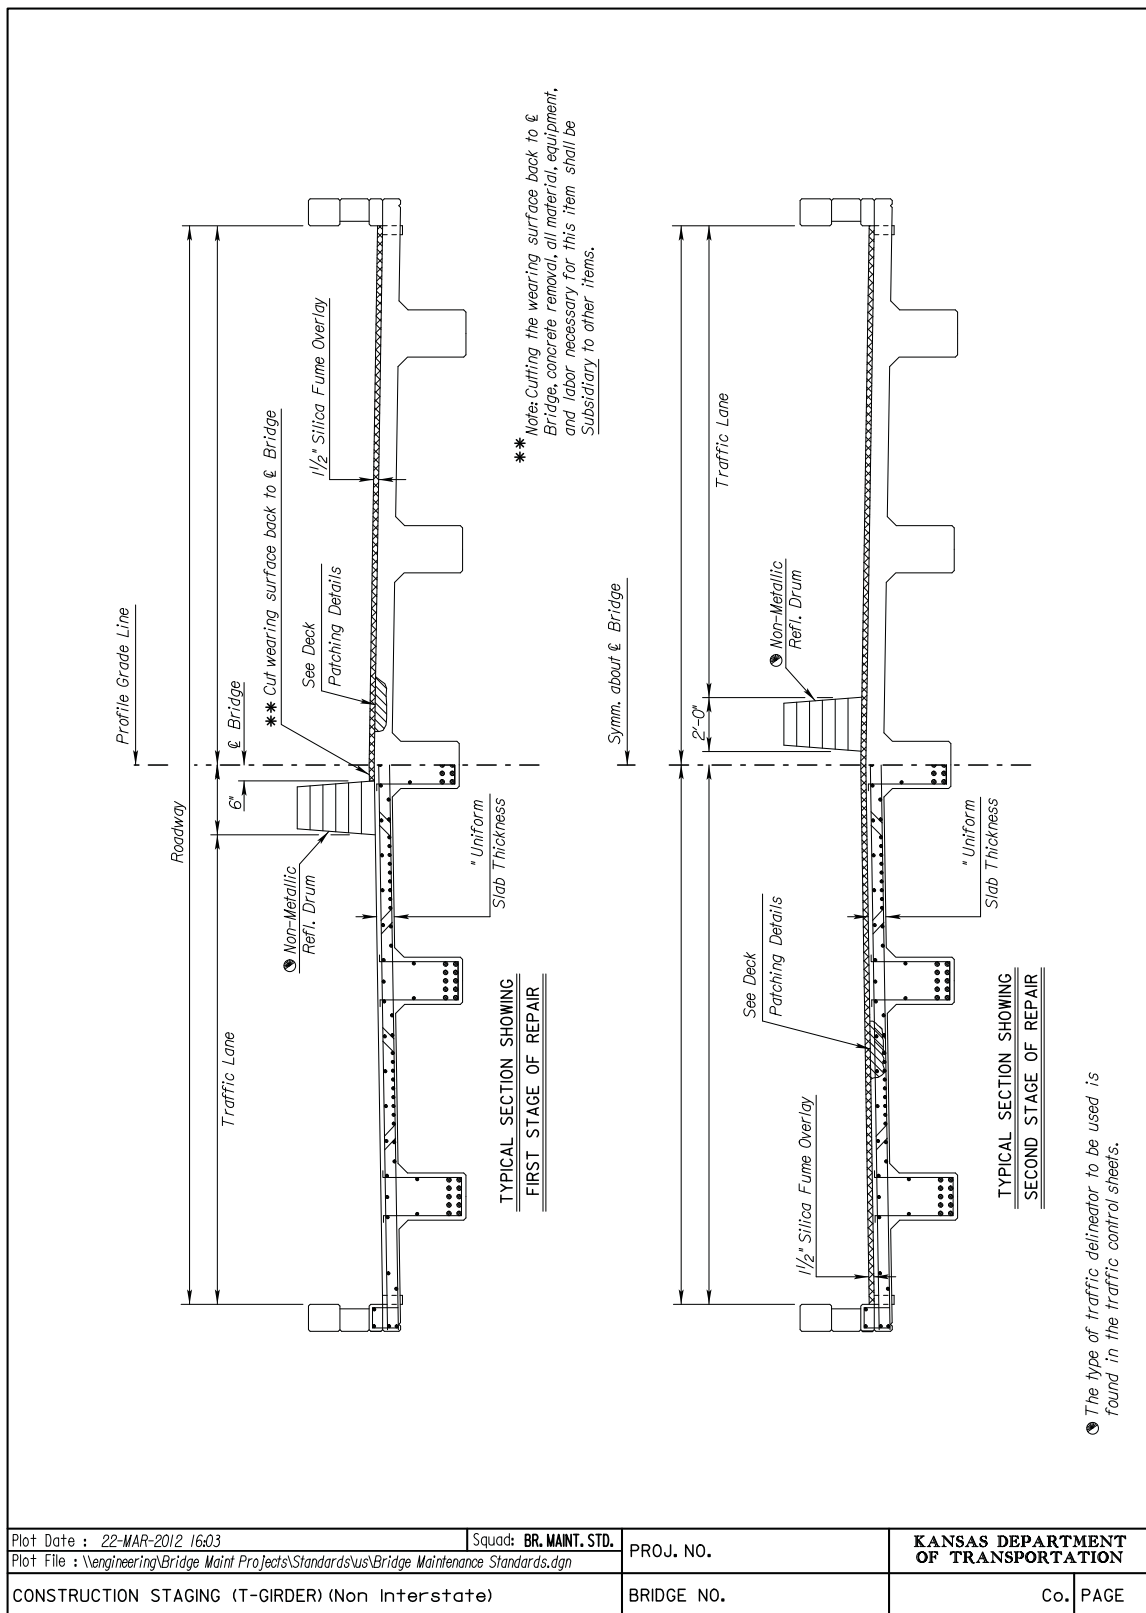 Roadway
Profile Grade Line
Traffic Lane
6"
℄ Bridge
** Cut wearing surface back to ℄ Bridge
1 1/2" Silica Fume Overlay
Non-Metallic
Refl. Drum
See Deck
Patching Details
" Uniform
Slab Thickness
TYPICAL SECTION SHOWING
FIRST STAGE OF REPAIR
** Note: Cutting the wearing surface back to ℄
Bridge, concrete removal, all material, equipment,
and labor necessary for this item shall be
Subsidiary to other items.
Symm. about ℄ Bridge
Traffic Lane
2'-0"
Non-Metallic
Refl. Drum
See Deck
Patching Details
1 1/2" Silica Fume Overlay
" Uniform
Slab Thickness
TYPICAL SECTION SHOWING
SECOND STAGE OF REPAIR
The type of traffic delineator to be used is
found in the traffic control sheets.
Plot Date : 22-MAR-2012 16:03
Squad: BR. MAINT. STD.
Plot File : \\engineering\Bridge Maint Projects\Standards\us\Bridge Maintenance Standards.dgn
CONSTRUCTION STAGING (T-GIRDER) (Non Interstate)
PROJ. NO.
BRIDGE NO.
KANSAS DEPARTMENT
OF TRANSPORTATION
Co.
PAGE